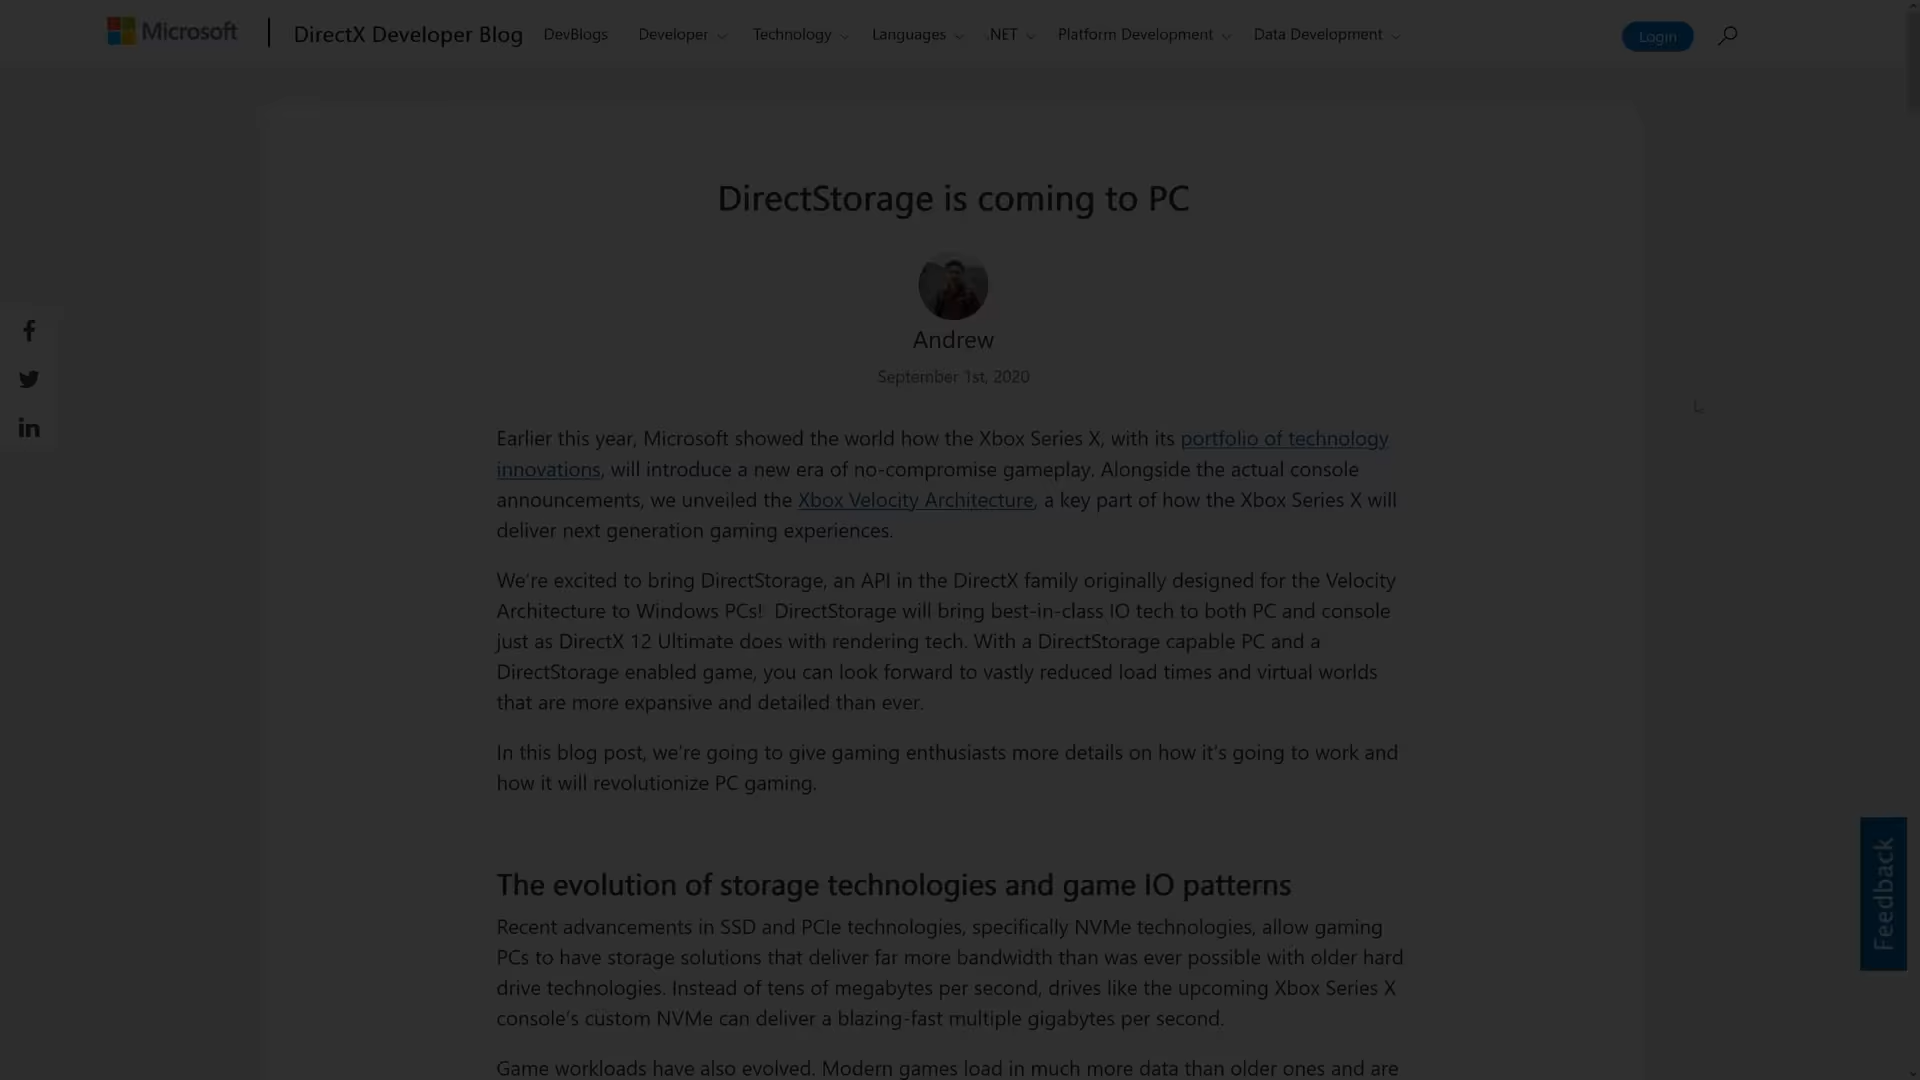 Microsoft
DirectX Developer Blog
DevBlogs
Developer
Technology
Languages
.NET
Platform Development
Data Development
Login
DirectStorage is coming to PC
Andrew
September 1st, 2020
Earlier this year, Microsoft showed the world how the Xbox Series X, with its portfolio of technology
innovations, will introduce a new era of no-compromise gameplay. Alongside the actual console
announcements, we unveiled the Xbox Velocity Architecture, a key part of how the Xbox Series X will
deliver next generation gaming experiences.
We're excited to bring DirectStorage, an API in the DirectX family originally designed for the Velocity
Architecture to Windows PCs!  DirectStorage will bring best-in-class IO tech to both PC and console
just as DirectX 12 Ultimate does with rendering tech. With a DirectStorage capable PC and a
DirectStorage enabled game, you can look forward to vastly reduced load times and virtual worlds
that are more expansive and detailed than ever.
In this blog post, we're going to give gaming enthusiasts more details on how it's going to work and
how it will revolutionize PC gaming.
The evolution of storage technologies and game IO patterns
Recent advancements in SSD and PCIe technologies, specifically NVMe technologies, allow gaming
PCs to have storage solutions that deliver far more bandwidth than was ever possible with older hard
drive technologies. Instead of tens of megabytes per second, drives like the upcoming Xbox Series X
console's custom NVMe can deliver a blazing-fast multiple gigabytes per second.
Game workloads have also evolved. Modern games load in much more data than older ones and are
Feedback